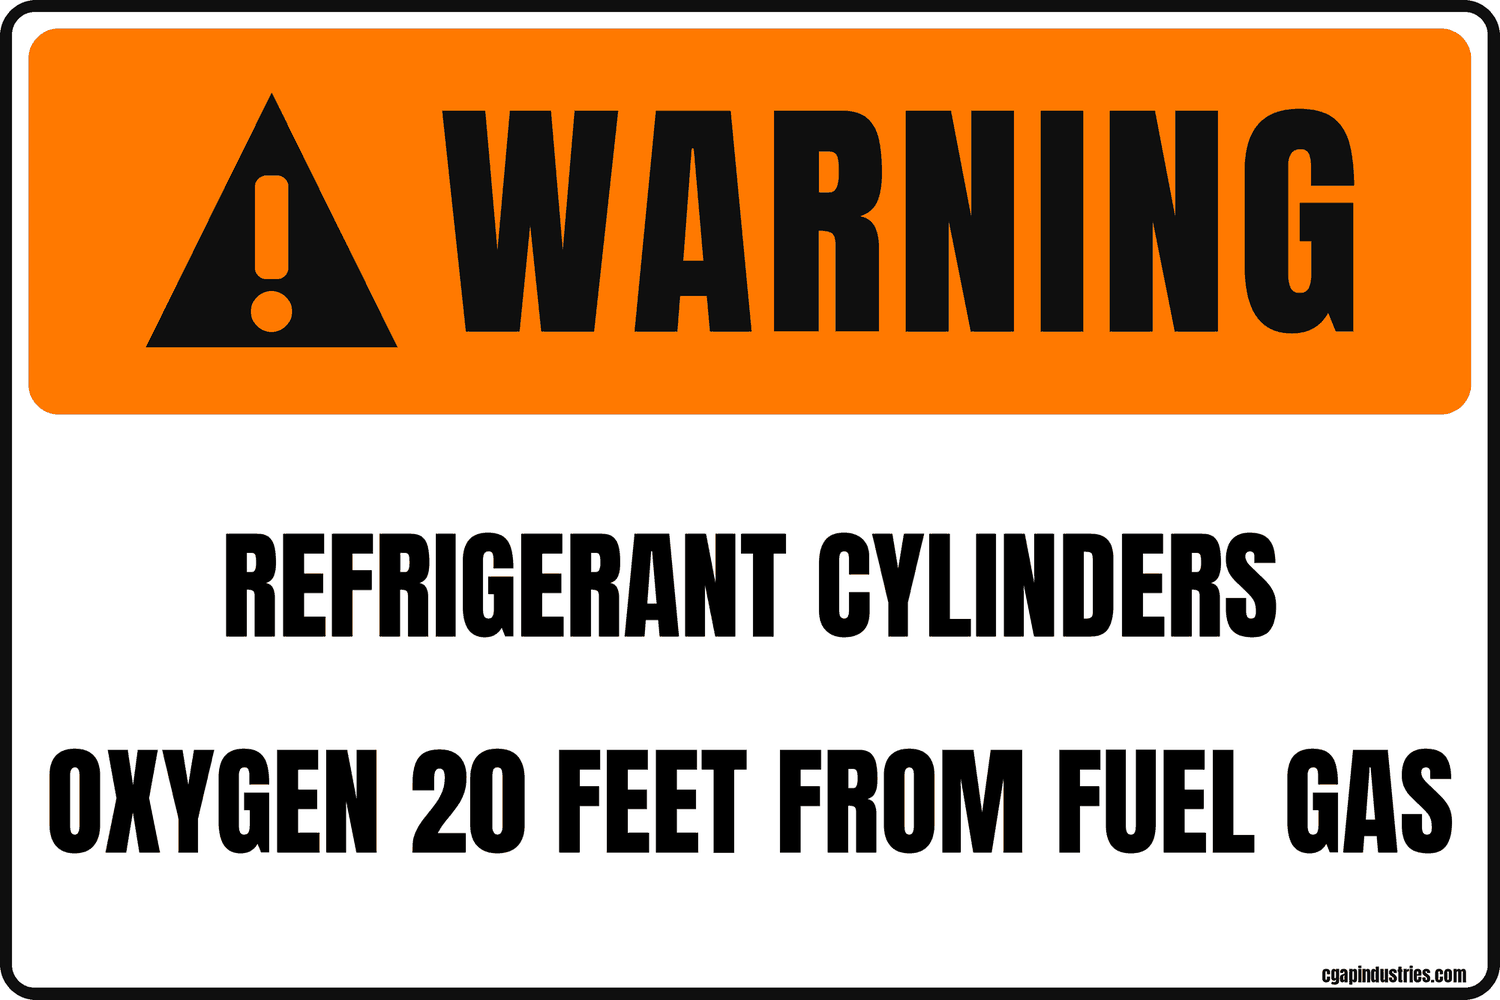 WARNING
REFRIGERANT CYLINDERS
OXYGEN 20 FEET FROM FUEL GAS
cgapindustries.com